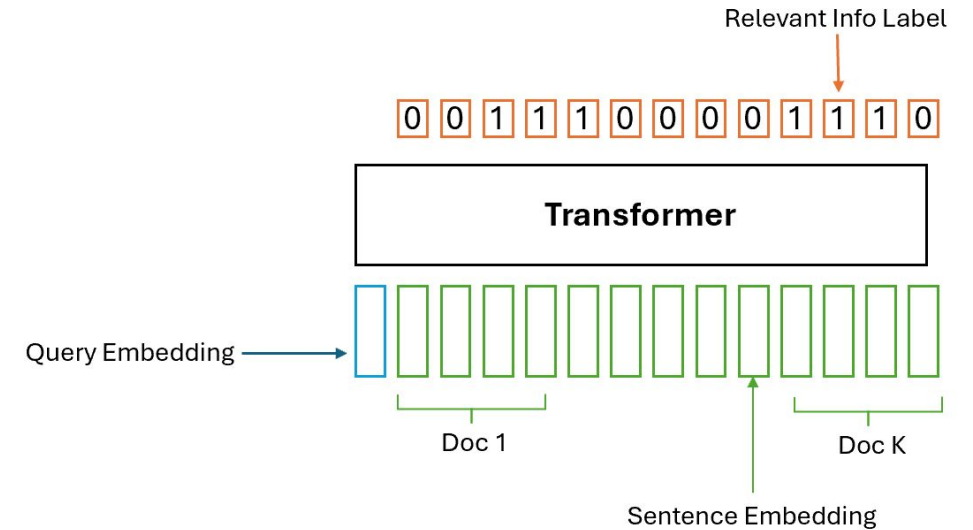 Relevant Info Label
0 0 1 1 1 0 0 0 0 1 1 1 0
Transformer
Query Embedding
Doc 1
Doc K
Sentence Embedding